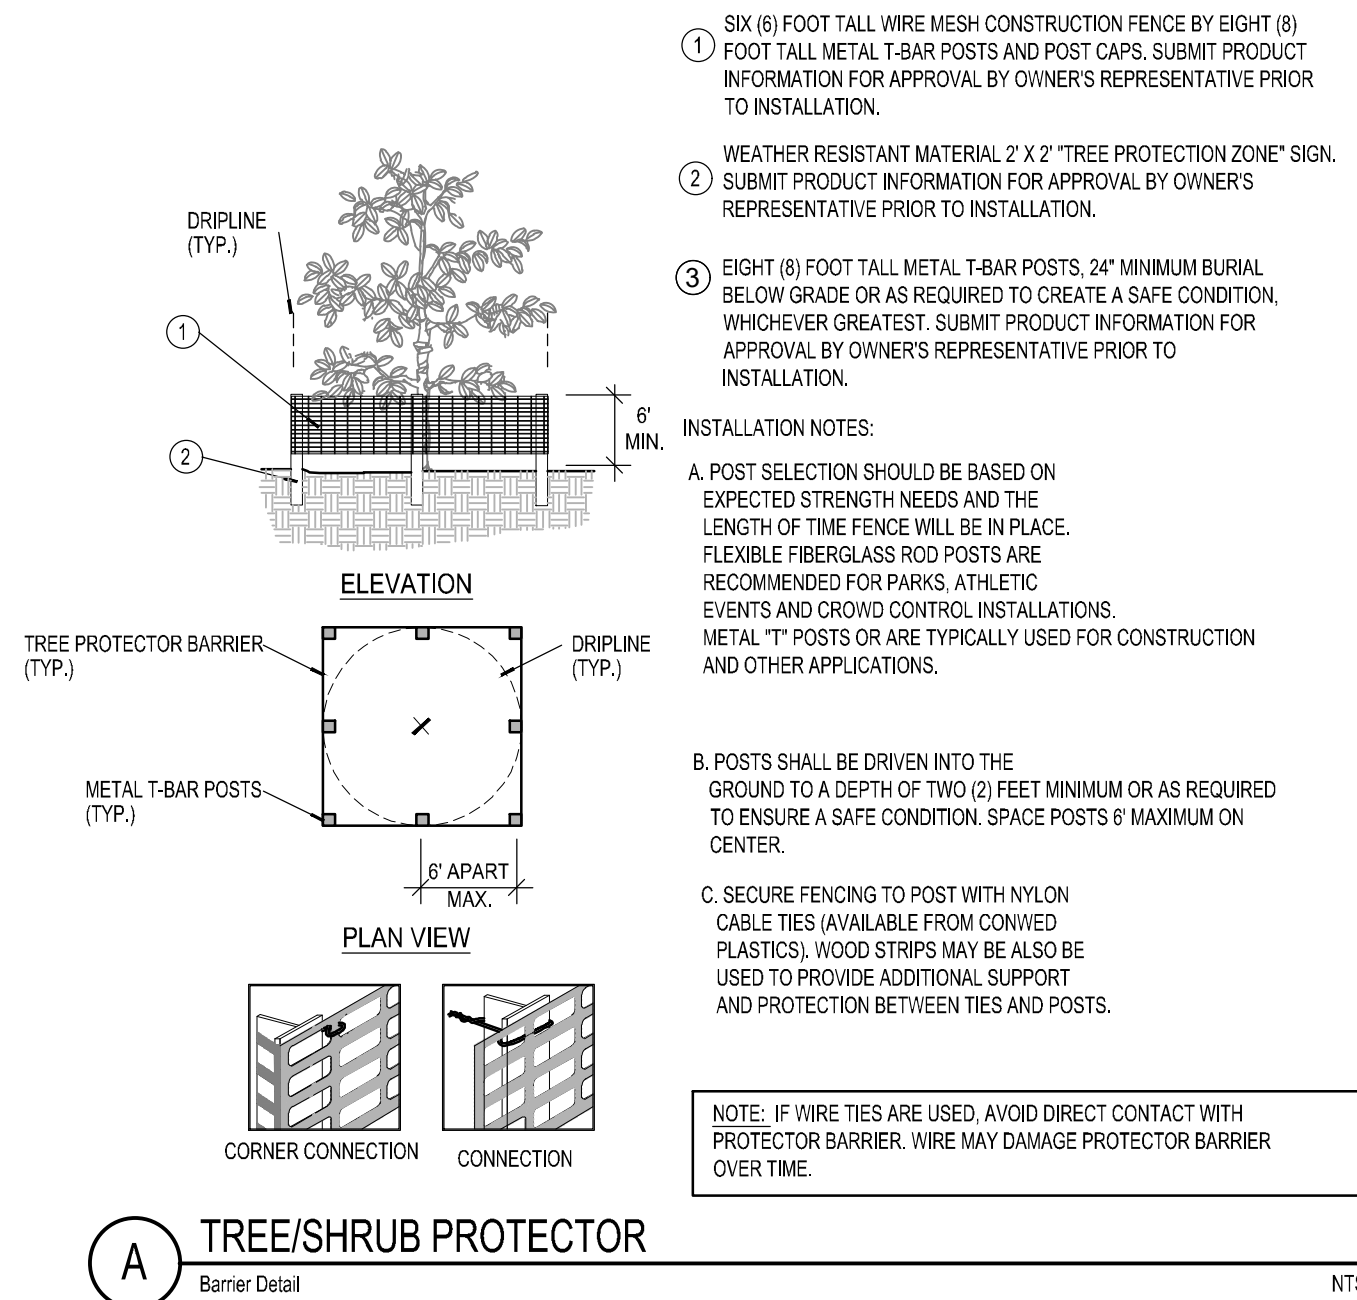 SIX (6) FOOT TALL WIRE MESH CONSTRUCTION FENCE BY EIGHT (8)
1 FOOT TALL METAL T-BAR POSTS AND POST CAPS. SUBMIT PRODUCT
INFORMATION FOR APPROVAL BY OWNER'S REPRESENTATIVE PRIOR
TO INSTALLATION.
WEATHER RESISTANT MATERIAL 2' X 2' "TREE PROTECTION ZONE" SIGN.
2 SUBMIT PRODUCT INFORMATION FOR APPROVAL BY OWNER'S
REPRESENTATIVE PRIOR TO INSTALLATION.
3 EIGHT (8) FOOT TALL METAL T-BAR POSTS, 24" MINIMUM BURIAL
BELOW GRADE OR AS REQUIRED TO CREATE A SAFE CONDITION,
WHICHEVER GREATEST. SUBMIT PRODUCT INFORMATION FOR
APPROVAL BY OWNER'S REPRESENTATIVE PRIOR TO
INSTALLATION.
DRIPLINE
(TYP.)
1
2
6'
MIN.
ELEVATION
TREE PROTECTOR BARRIER
(TYP.)
DRIPLINE
(TYP.)
METAL T-BAR POSTS
(TYP.)
6' APART
MAX.
PLAN VIEW
CORNER CONNECTION
CONNECTION
INSTALLATION NOTES:
A. POST SELECTION SHOULD BE BASED ON
EXPECTED STRENGTH NEEDS AND THE
LENGTH OF TIME FENCE WILL BE IN PLACE.
FLEXIBLE FIBERGLASS ROD POSTS ARE
RECOMMENDED FOR PARKS, ATHLETIC
EVENTS AND CROWD CONTROL INSTALLATIONS.
METAL "T" POSTS OR ARE TYPICALLY USED FOR CONSTRUCTION
AND OTHER APPLICATIONS.
B. POSTS SHALL BE DRIVEN INTO THE
GROUND TO A DEPTH OF TWO (2) FEET MINIMUM OR AS REQUIRED
TO ENSURE A SAFE CONDITION. SPACE POSTS 6' MAXIMUM ON
CENTER.
C. SECURE FENCING TO POST WITH NYLON
CABLE TIES (AVAILABLE FROM CONWED
PLASTICS). WOOD STRIPS MAY BE ALSO BE
USED TO PROVIDE ADDITIONAL SUPPORT
AND PROTECTION BETWEEN TIES AND POSTS.
NOTE: IF WIRE TIES ARE USED, AVOID DIRECT CONTACT WITH
PROTECTOR BARRIER. WIRE MAY DAMAGE PROTECTOR BARRIER
OVER TIME.
A
TREE/SHRUB PROTECTOR
Barrier Detail
NTS